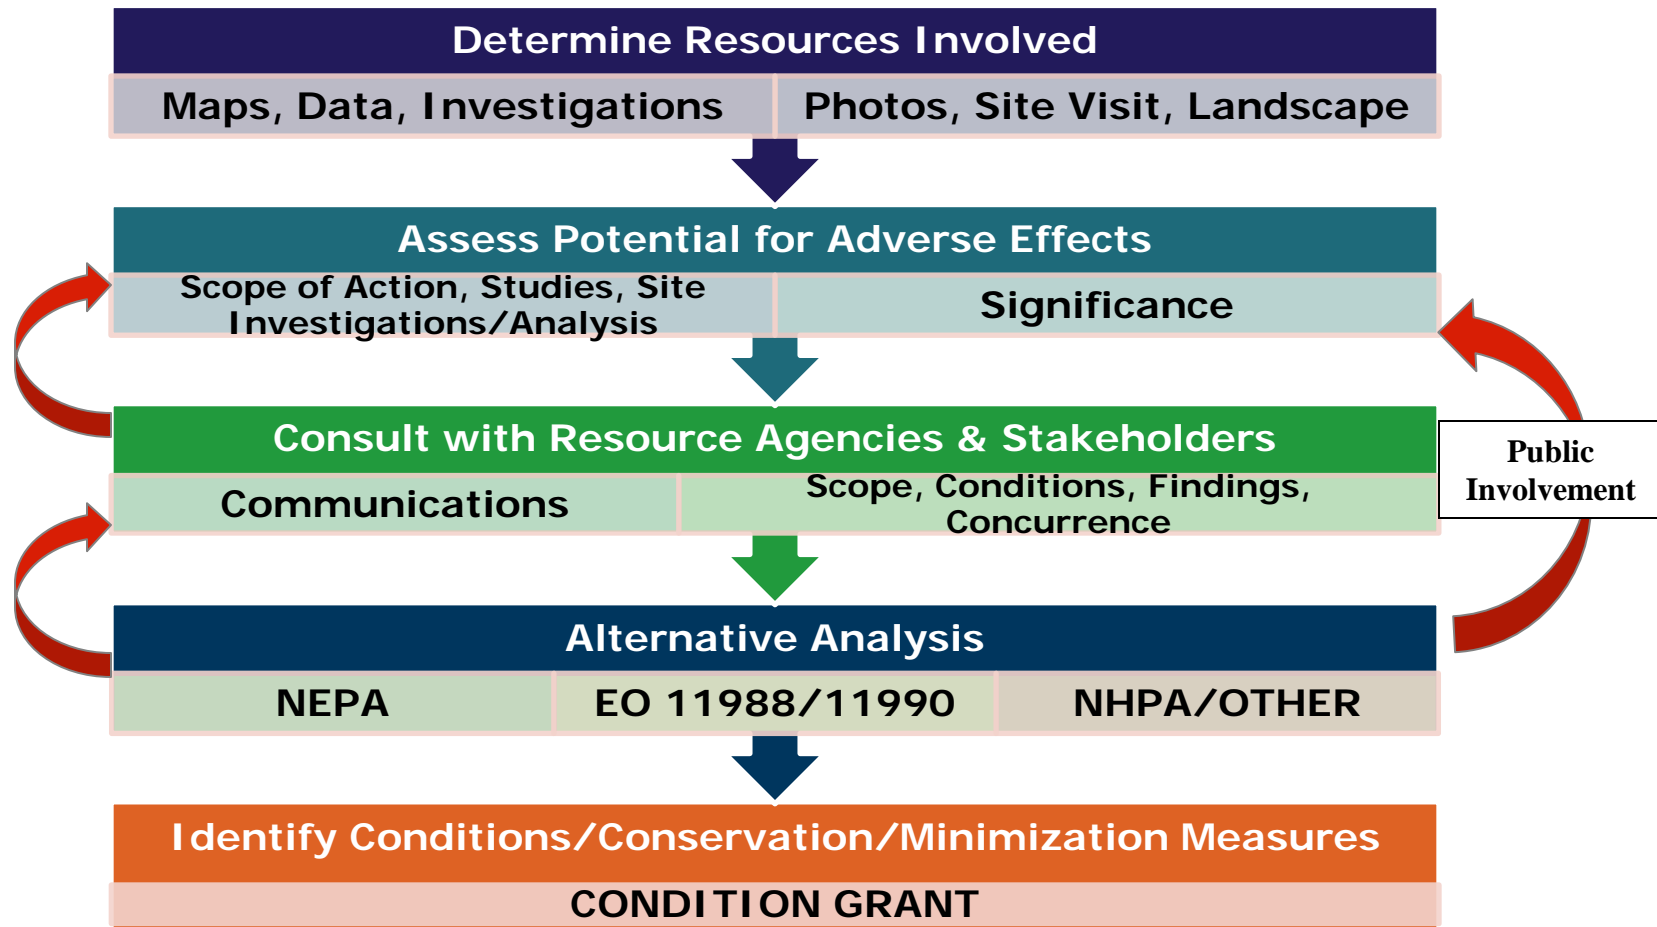 Determine Resources Involved
Maps, Data, Investigations
Photos, Site Visit, Landscape
Assess Potential for Adverse Effects
Scope of Action, Studies, Site
Investigations/Analysis
Significance
Consult with Resource Agencies & Stakeholders
Communications
Scope, Conditions, Findings,
Concurrence
Public
Involvement
Alternative Analysis
NEPA
EO 11988/11990
NHPA/OTHER
Identify Conditions/Conservation/Minimization Measures
CONDITION GRANT